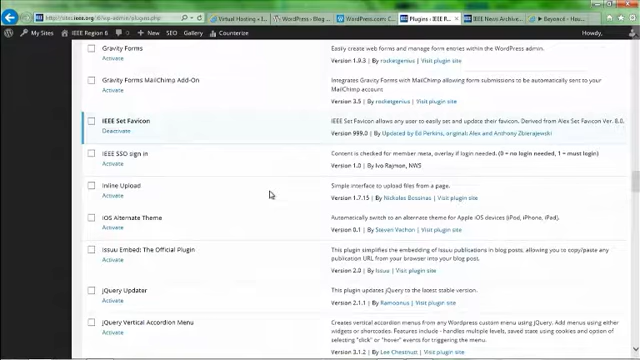 http://sites.ieee.org/r6/wp-admin/plugins.php
Virtual Hosting - I
WordPress › Blog ...
WordPress.com: C...
Plugins ‹ IEEE R...
IEEE News Archive...
Beyoncé - Haunte...
My Sites IEEE Region 6 0 New SEO Gallery Counterize Howdy,
Gravity Forms
Activate
Easily create web forms and manage form entries within the WordPress admin.
Version 1.9.3 | By rocketgenius | Visit plugin site
Gravity Forms MailChimp Add-On
Activate
Integrates Gravity Forms with MailChimp allowing form submissions to be automatically sent to your
MailChimp account
Version 3.5 | By rocketgenius | Visit plugin site
IEEE Set Favicon
Deactivate
IEEE Set Favicon allows any user to easily set and update their favicon. Derived from Alex Set Favicon Ver. 8.0.
Version 999.0 | By Updated by Ed Perkins, original: Alex and Anthony Zbierajewski
IEEE SSO sign in
Activate
Content is checked for member meta, overlay if login needed. (0 = no login needed, 1 = must login)
Version 1.0 | By Ivo Rajmon, NWS
Inline Upload
Activate
Simple interface to upload files from a page.
Version 1.7.15 | By Nickolas Bossinas | Visit plugin site
iOS Alternate Theme
Activate
Automatically switch to an alternate theme for Apple iOS devices (iPod, iPhone, iPad).
Version 0.1 | By Steven Vachon | Visit plugin site
Issuu Embed: The Official Plugin
Activate
This plugin simplifies the embedding of Issuu publications in blog posts, allowing you to copy/paste any
publication URL from your browser into your blog post.
Version 2.0 | By Issuu | Visit plugin site
jQuery Updater
Activate
This plugin updates jQuery to the latest stable version.
Version 2.1.1 | By Ramoonus | Visit plugin site
jQuery Vertical Accordion Menu
Activate
Creates vertical accordion menus from any Wordpress custom menu using jQuery. Add menus using either
widgets or shortcodes. Features include - handles multiple levels, saved state using cookies and option of
selecting "click" or "hover" events for triggering the menu.
Version 3.1.2 | By Lee Chestnutt | Visit plugin site